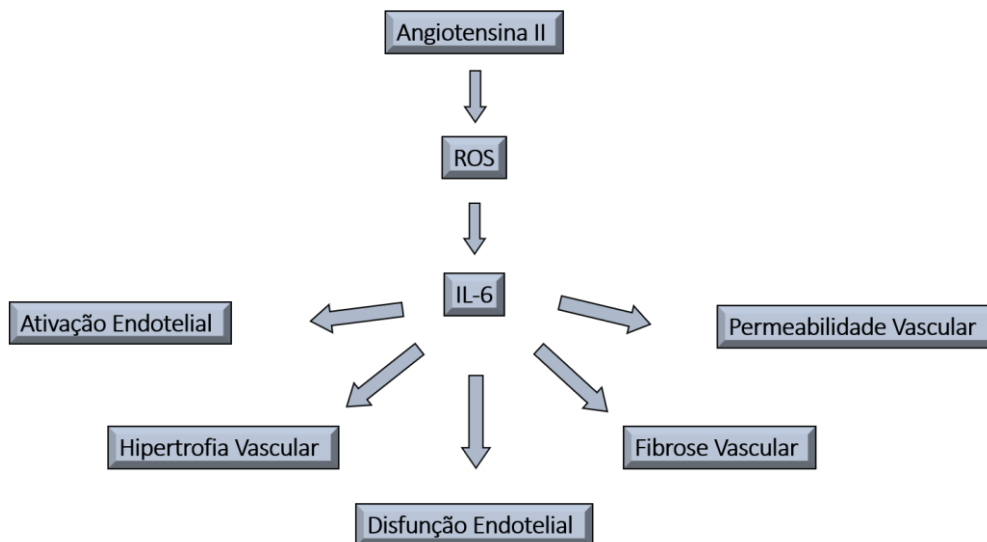 Angiotensina II
ROS
IL-6
Ativação Endotelial
Permeabilidade Vascular
Hipertrofia Vascular
Fibrose Vascular
Disfunção Endotelial